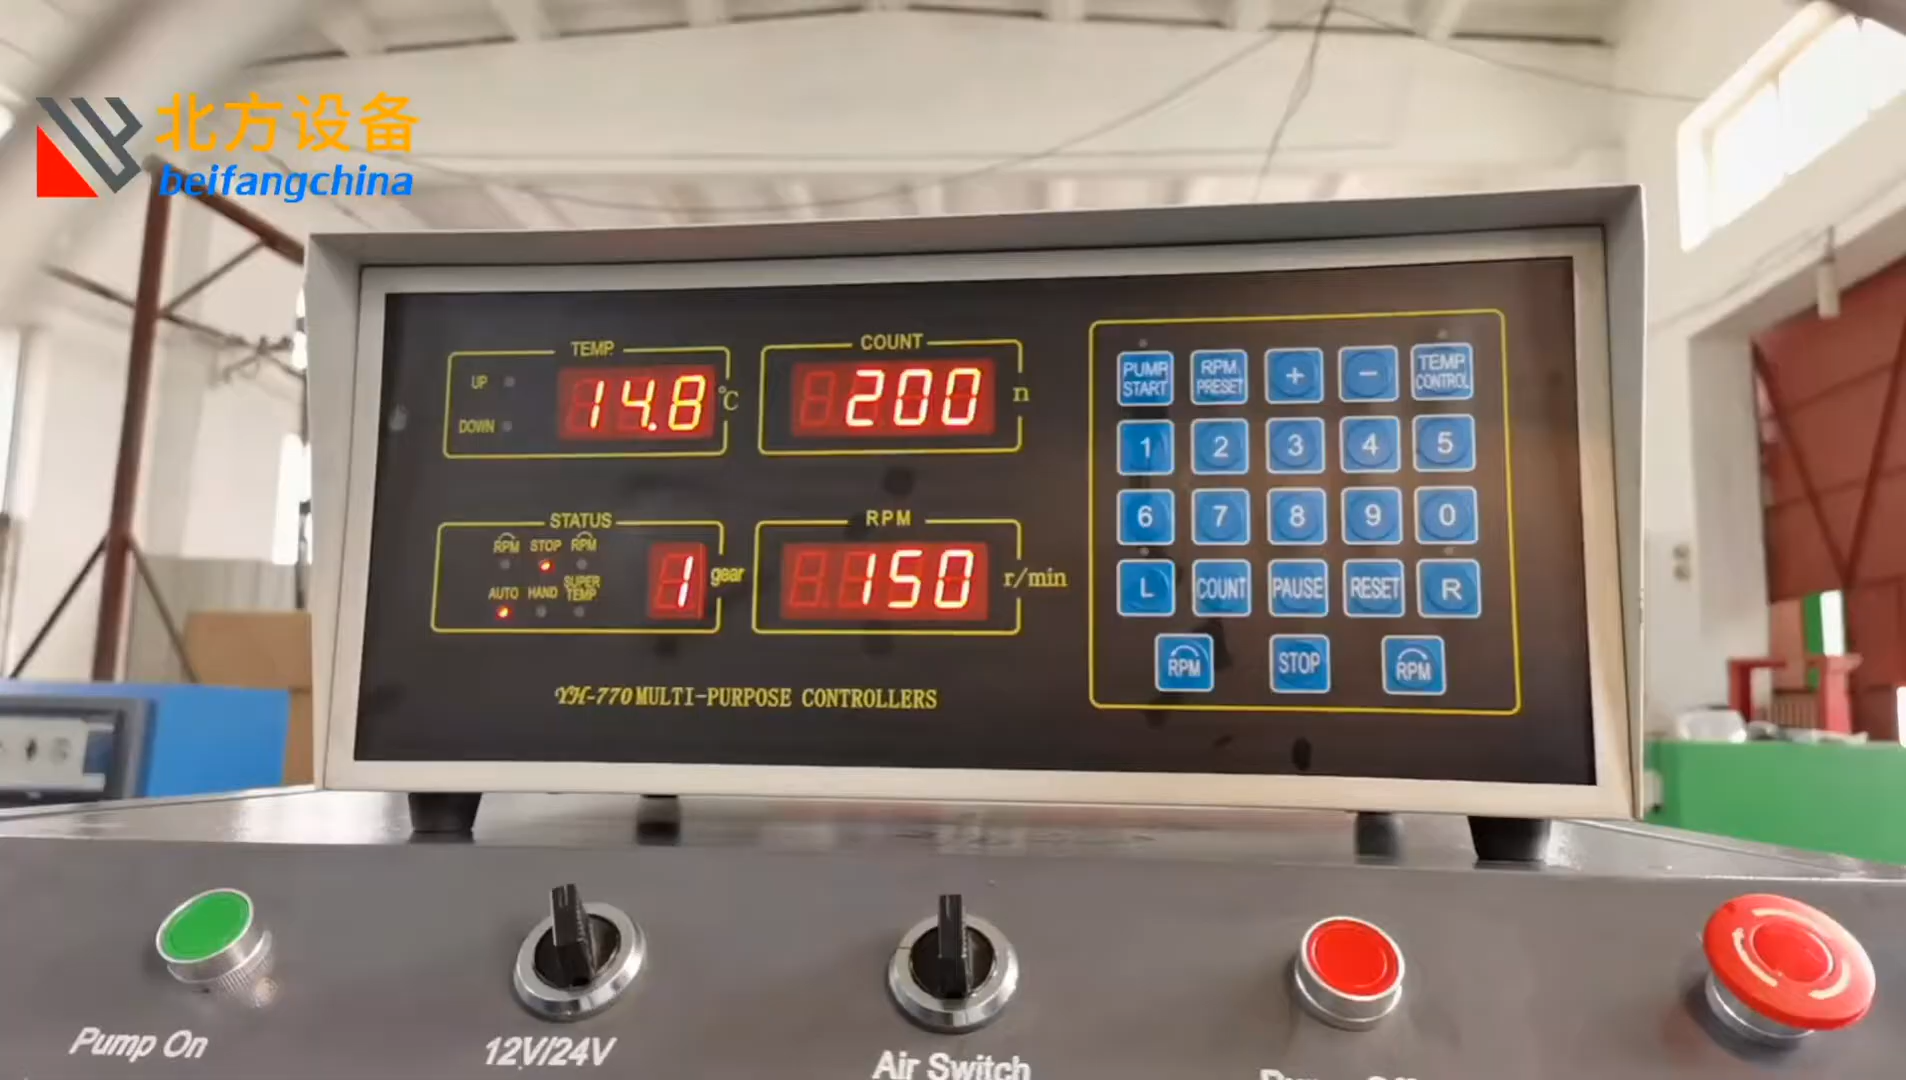 北方设备
beifangchina
TEMP.
UP
DOWN
14.8 ℃
COUNT
200 n
STATUS
RPM STOP RPM
AUTO HAND SUPER TEMP
1 gear
RPM
150 r/min
YH-770 MULTI-PURPOSE CONTROLLERS
PUMP START RPM PRESET + − TEMP CONTROL
1 2 3 4 5
6 7 8 9 0
L COUNT PAUSE RESET R
RPM STOP RPM
Pump On
12V/24V
Air Switch